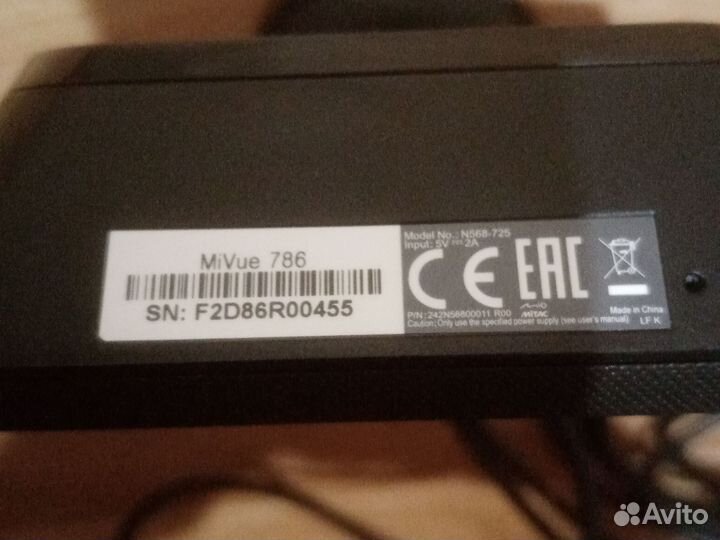 MiVue 786
SN: F2D86R00455
Model No.: N568-725
Input: 5V ⎓ 2A
CE EAC
Mio
MiTAC
Made in China
P/N: 242N56800011 R00
Caution: Only use the specified power supply (see user's manual). LF K
Avito